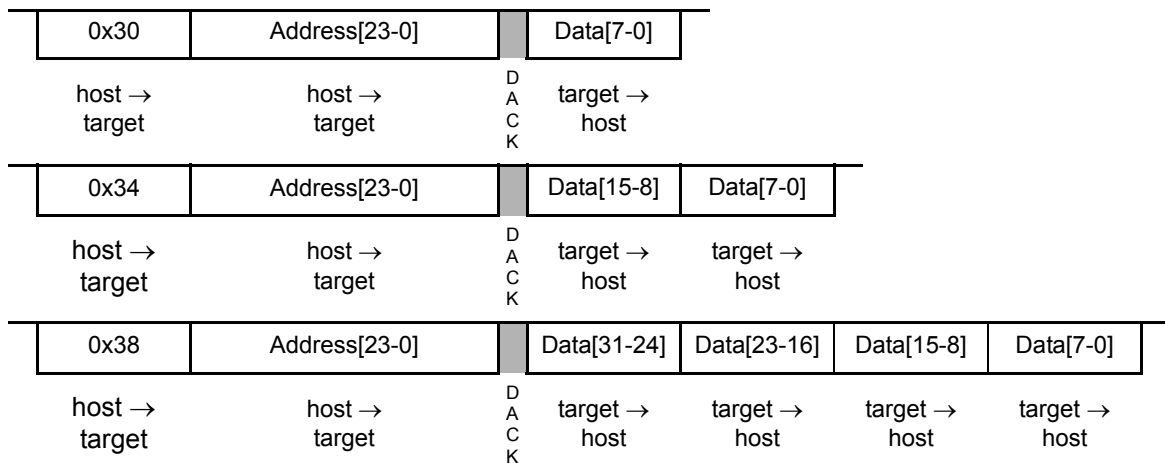 0x30 Address[23-0] Data[7-0]
host → target host → target D A C K target → host
0x34 Address[23-0] Data[15-8] Data[7-0]
host → target host → target D A C K target → host target → host
0x38 Address[23-0] Data[31-24] Data[23-16] Data[15-8] Data[7-0]
host → target host → target D A C K target → host target → host target → host target → host